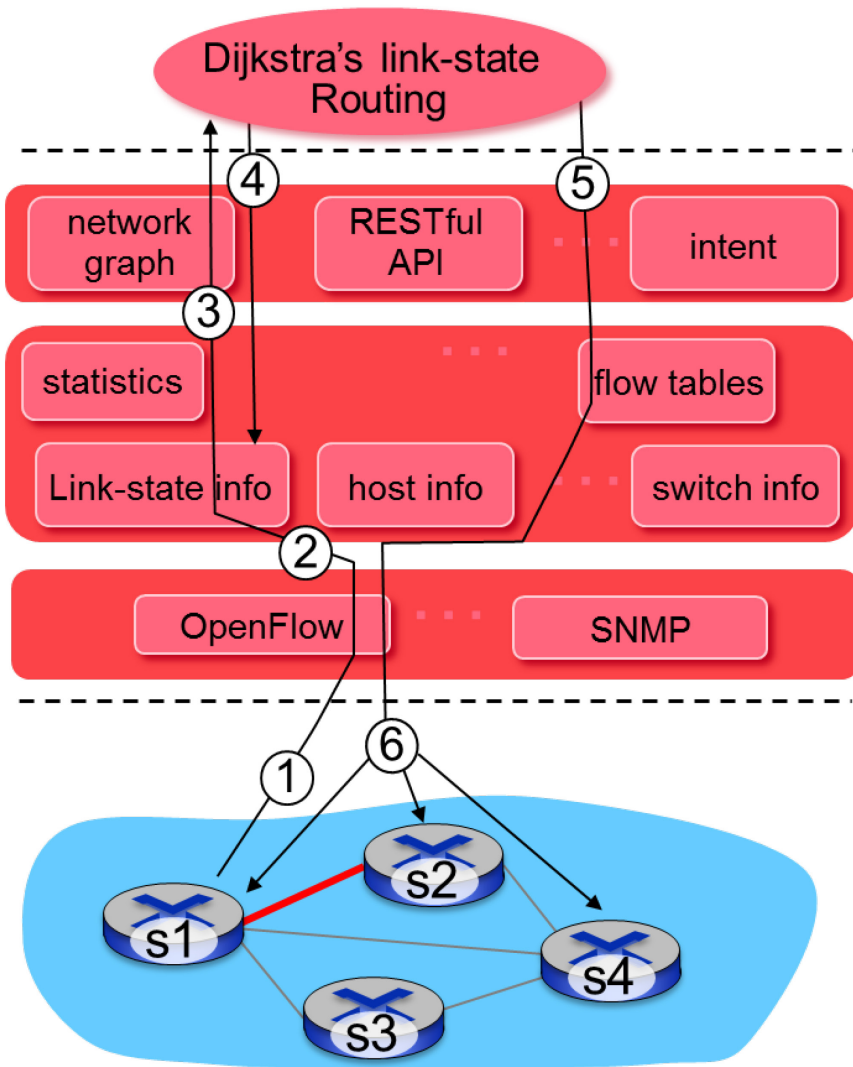 Dijkstra's link-state
Routing
4
5
network
graph
RESTful
API
intent
3
statistics
flow tables
Link-state info
host info
switch info
2
OpenFlow
SNMP
6
1
s2
s1
s4
s3